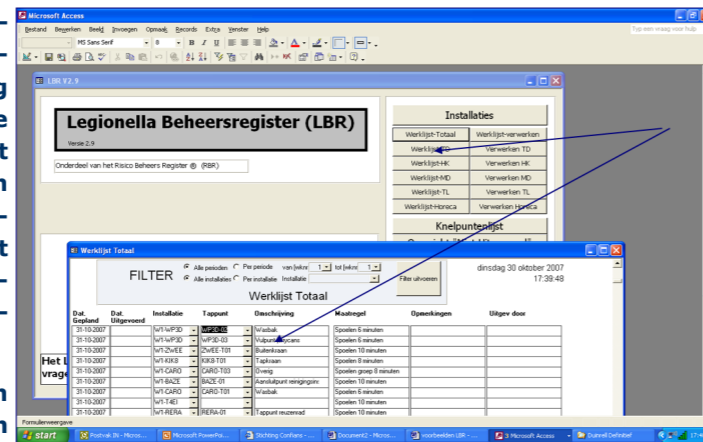 Microsoft Access
Bestand Bewerken Beeld Invoegen Opmaak Records Extra Venster Help
Typ een vraag voor hulp
MS Sans Serif 8 B I U
LBR V2.9
Legionella Beheersregister (LBR)
Versie 2.9
Onderdeel van het Risico Beheers Register ® (RBR)
Installaties
Werklijst-Totaal Werklijst-verwerken
Werklijst-TD Verwerken TD
Werklijst-HK Verwerken HK
Werklijst-MD Verwerken MD
Werklijst-TL Verwerken TL
Werklijst-Horeca Verwerken Horeca
Knelpuntenlijst
Werklijst Totaal
FILTER
Alle perioden Per periode van (wknr 1 tot (wknr 1
Alle installaties Per installatie Installatie
Filter uitvoeren
dinsdag 30 oktober 2007
17:39:48
Werklijst Totaal
Dat. Gepland Dat. Uitgevoerd Installatie Tappunt Omschrijving Maatregel Opmerkingen Uitgev door
31-10-2007 W1-WP3D WP3D-02 Wasbak Spoelen 6 minuten
31-10-2007 W1-WP3D WP3D-03 Spoelen 6 minuten
31-10-2007 W1-ZWEE ZWEE-T01 Buitenkraan Spoelen 10 minuten
31-10-2007 W1-KIK8 KIK8-T01 Tapkraan Spoelen 8 minuten
31-10-2007 W1-CARO CARO-T03 Overig Spoelen groep 8 minuten
31-10-2007 W1-BAZE BAZE-01 Spoelen 10 minuten
31-10-2007 W1-CARO CARO-T01 Wasbak Spoelen 6 minuten
31-10-2007 W1-T4EI Spoelen 10 minuten
31-10-2007 W1-RERA RERA-01 Tappunt reuzenrad Spoelen 10 minuten
Het L
vrage
Formulierweergave
start Postvak IN - Micros... Microsoft PowerPoi... Stichting Confians - ... Document2 - Micros... voorbeelden LBR - ... 3 Microsoft Access Duinrell Definitief